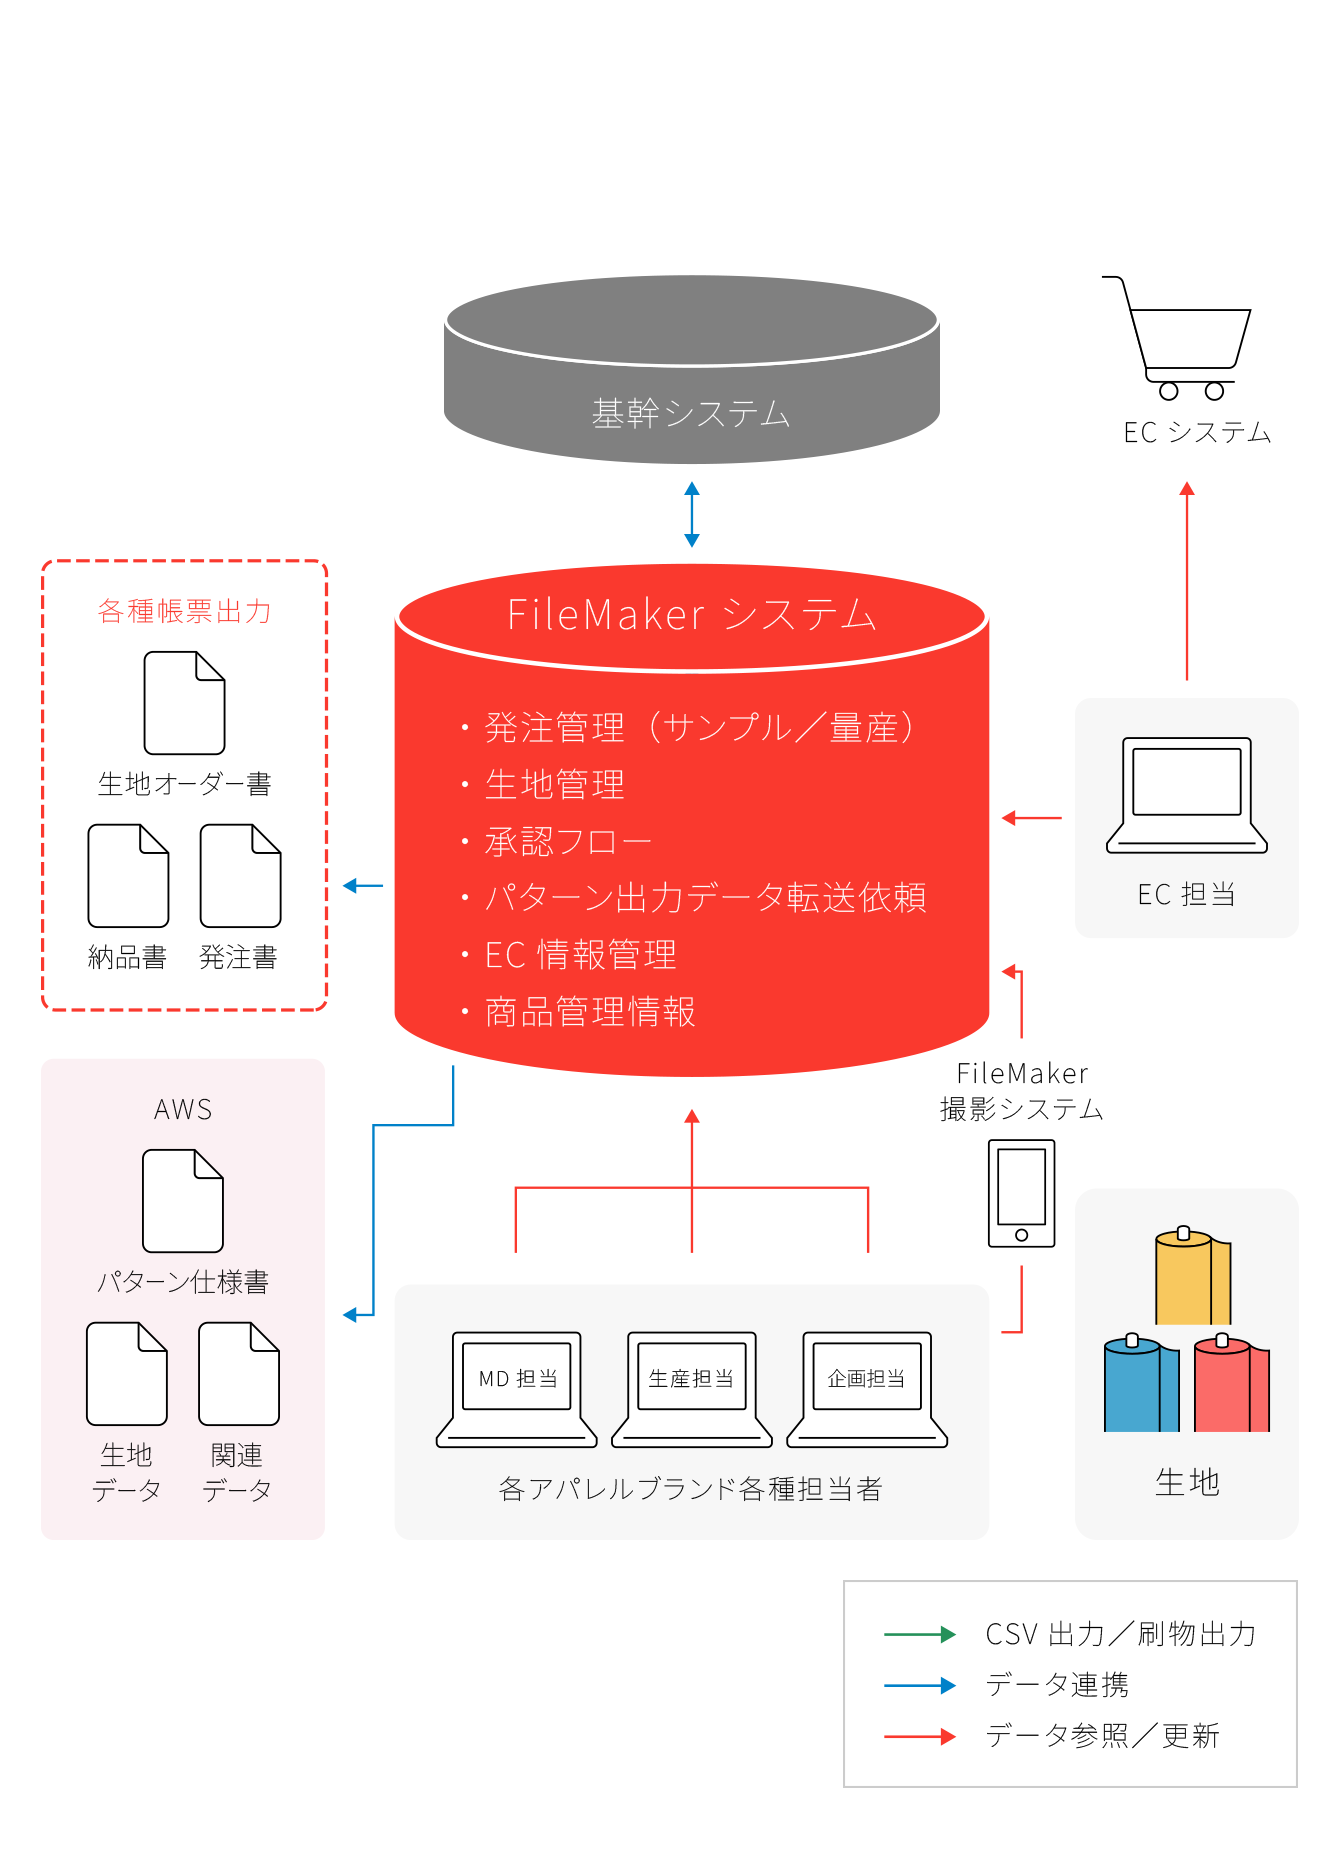 基幹システム
EC システム
FileMaker システム
・発注管理（サンプル／量産）
・生地管理
・承認フロー
・パターン出力データ転送依頼
・EC 情報管理
・商品管理情報
各種帳票出力
生地オーダー書
納品書
発注書
EC 担当
FileMaker
撮影システム
AWS
パターン仕様書
生地
データ
関連
データ
MD 担当
生産担当
企画担当
各アパレルブランド各種担当者
生地
CSV 出力／刷物出力
データ連携
データ参照／更新